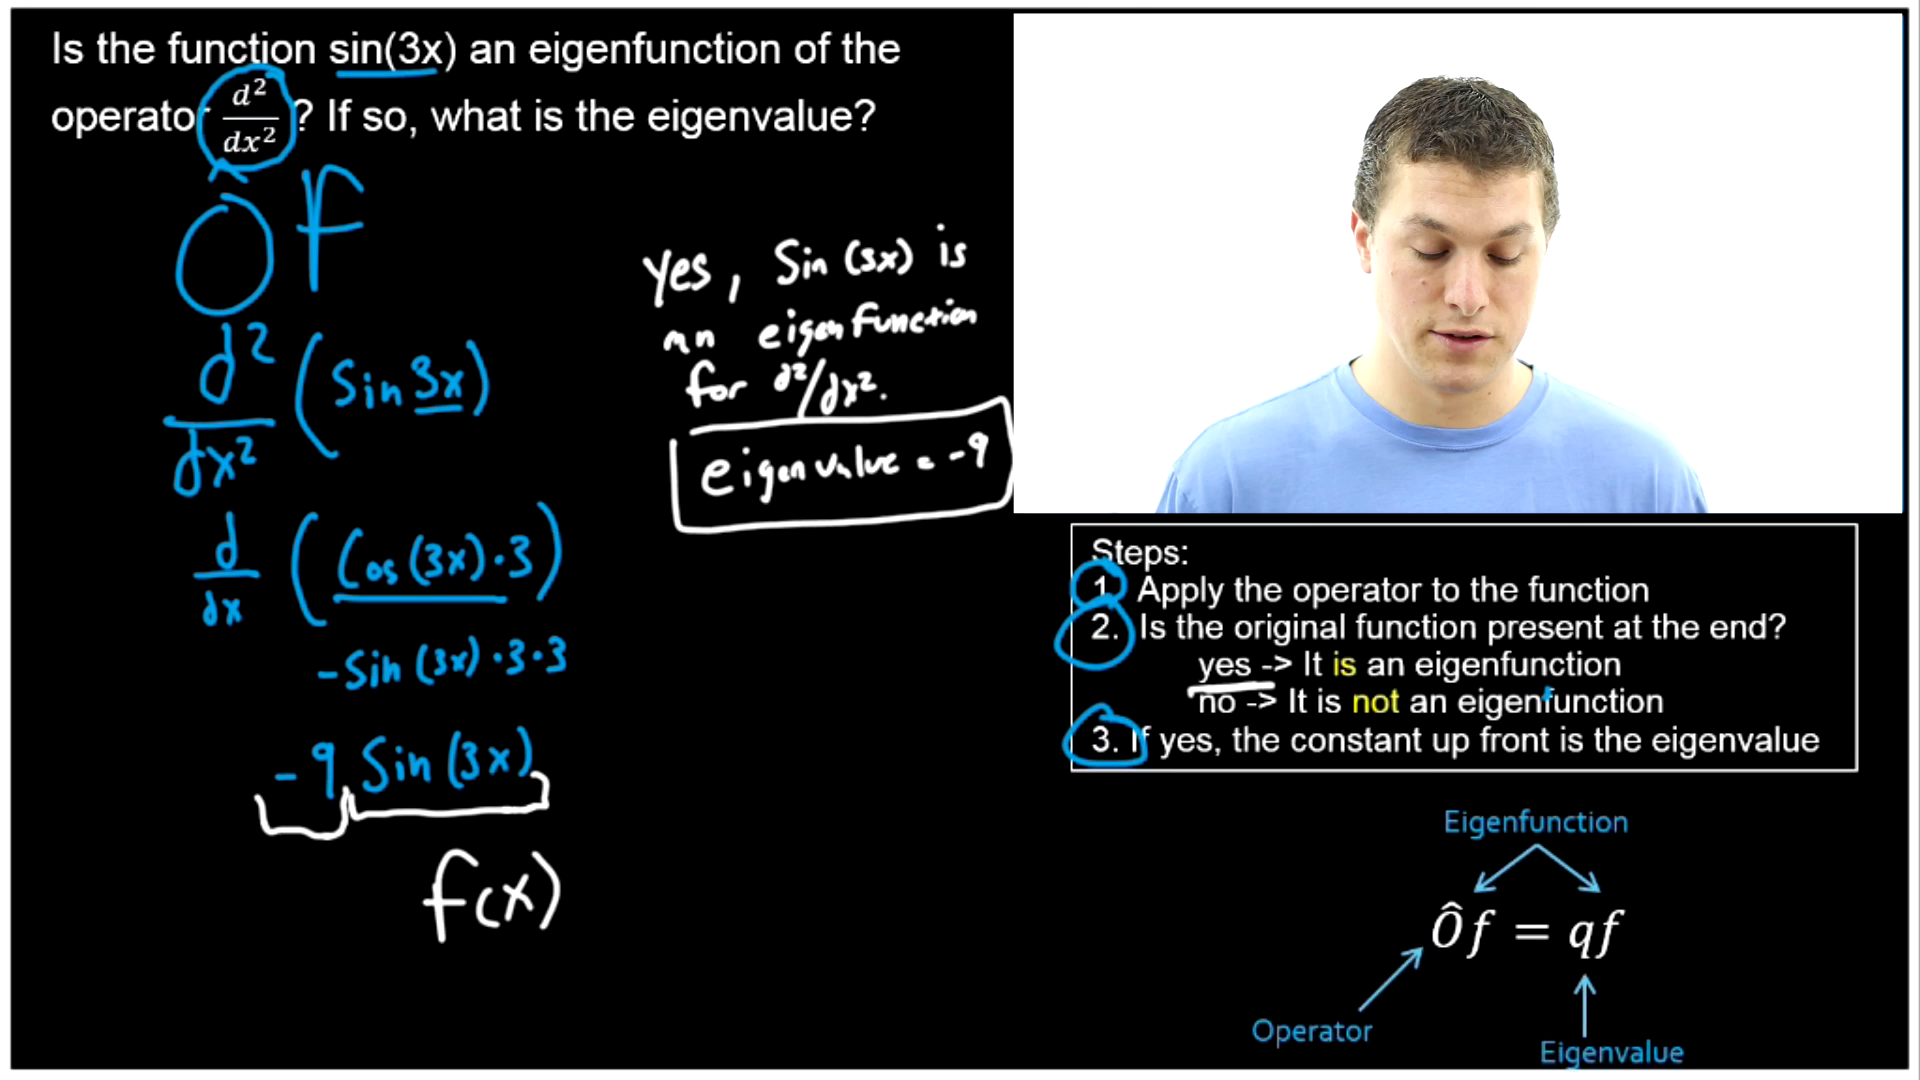 Is the function sin(3x) an eigenfunction of the
operator d²/dx² ? If so, what is the eigenvalue?
Ô f
d²/dx² (Sin 3x)
d/dx (Cos (3x) · 3)
-Sin (3x) · 3 · 3
-9 Sin (3x)
f(x)
yes, Sin (3x) is
an eigenfunction
for d²/dx².
eigenvalue = -9
Steps:
1. Apply the operator to the function
2. Is the original function present at the end?
yes -> It is an eigenfunction
no -> It is not an eigenfunction
3. If yes, the constant up front is the eigenvalue
Eigenfunction
Ôf = qf
Operator
Eigenvalue